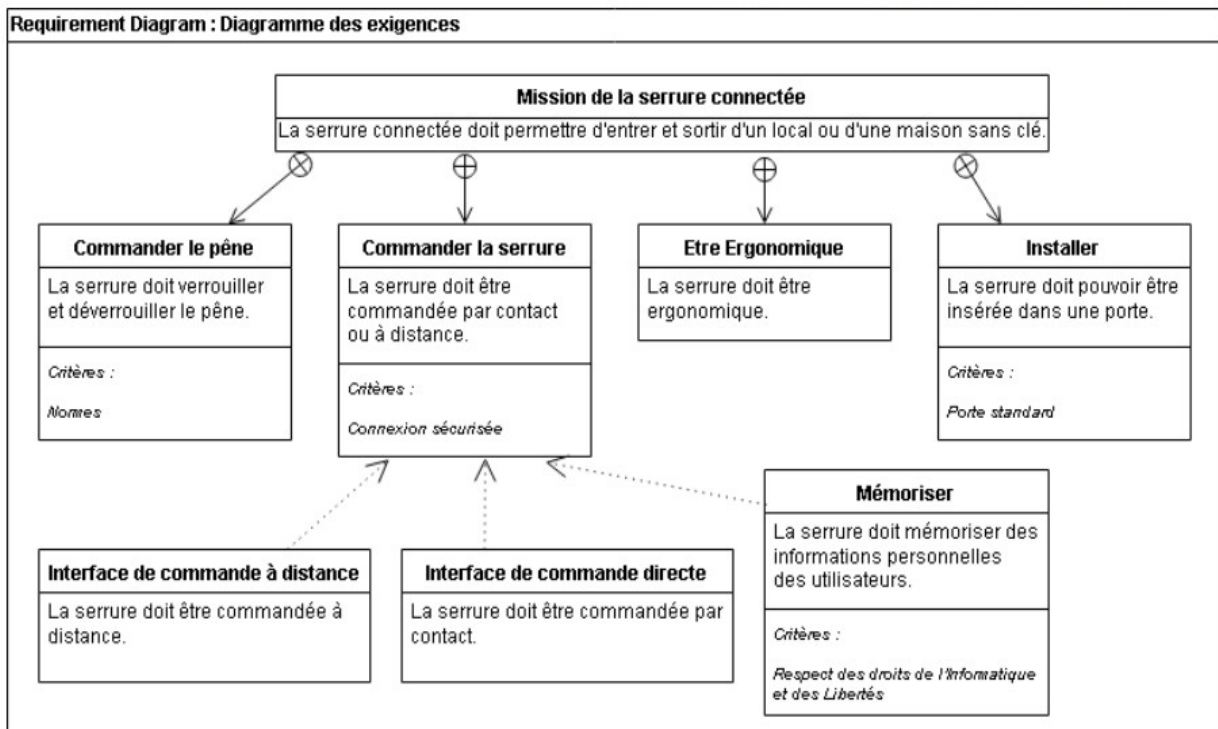 Requirement Diagram : Diagramme des exigences
Mission de la serrure connectée
La serrure connectée doit permettre d'entrer et sortir d'un local ou d'une maison sans clé.
Commander le pêne
La serrure doit verrouiller
et déverrouiller le pêne.
Critères :
Normes
Commander la serrure
La serrure doit être
commandée par contact
ou à distance.
Critères :
Connexion sécurisée
Etre Ergonomique
La serrure doit être
ergonomique.
Installer
La serrure doit pouvoir être
insérée dans une porte.
Critères :
Porte standard
Interface de commande à distance
La serrure doit être commandée à
distance.
Interface de commande directe
La serrure doit être commandée par
contact.
Mémoriser
La serrure doit mémoriser des
informations personnelles
des utilisateurs.
Critères :
Respect des droits de l'Informatique
et des Libertés